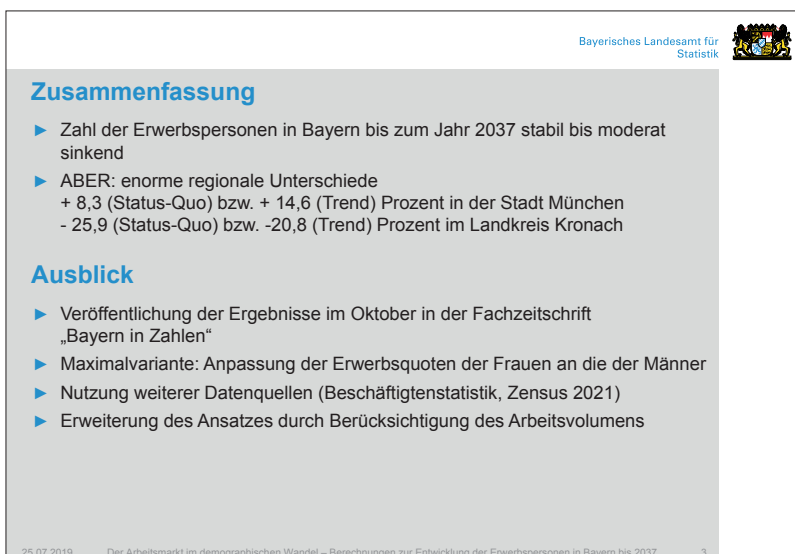 Bayerisches Landesamt für
Statistik
Zusammenfassung
► Zahl der Erwerbspersonen in Bayern bis zum Jahr 2037 stabil bis moderat
sinkend
► ABER: enorme regionale Unterschiede
+ 8,3 (Status-Quo) bzw. + 14,6 (Trend) Prozent in der Stadt München
- 25,9 (Status-Quo) bzw. -20,8 (Trend) Prozent im Landkreis Kronach
Ausblick
► Veröffentlichung der Ergebnisse im Oktober in der Fachzeitschrift
„Bayern in Zahlen“
► Maximalvariante: Anpassung der Erwerbsquoten der Frauen an die der Männer
► Nutzung weiterer Datenquellen (Beschäftigtenstatistik, Zensus 2021)
► Erweiterung des Ansatzes durch Berücksichtigung des Arbeitsvolumens
25.07.2019 Der Arbeitsmarkt im demographischen Wandel – Berechnungen zur Entwicklung der Erwerbspersonen in Bayern bis 2037 3